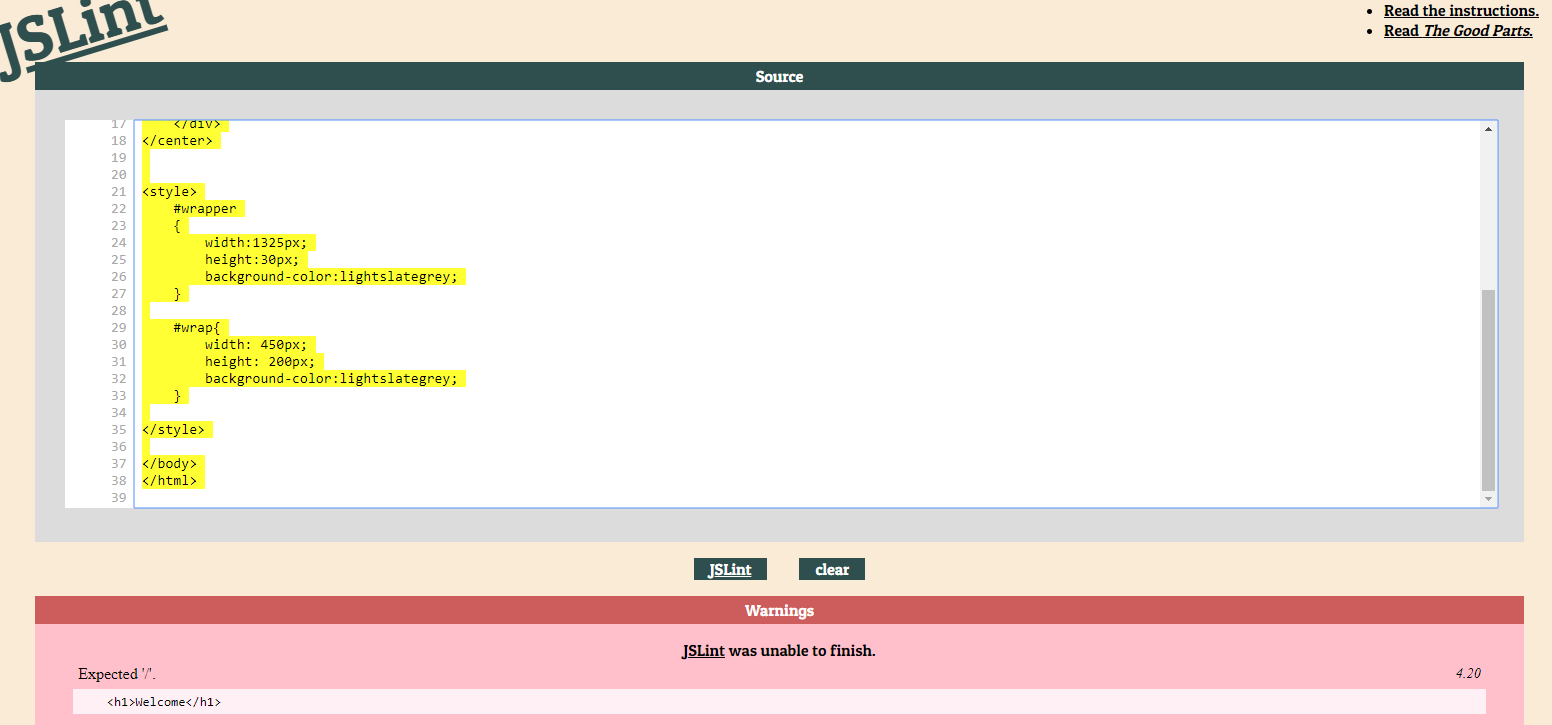 JSLint
Read the instructions.
Read The Good Parts.
Source
17 </div>
18 </center>
19
20
21 <style>
22 #wrapper
23 {
24 width:1325px;
25 height:30px;
26 background-color:lightslategrey;
27 }
28
29 #wrap{
30 width: 450px;
31 height: 200px;
32 background-color:lightslategrey;
33 }
34
35 </style>
36
37 </body>
38 </html>
39
JSLint clear
Warnings
JSLint was unable to finish.
Expected '/'. 4.20
<h1>Welcome</h1>